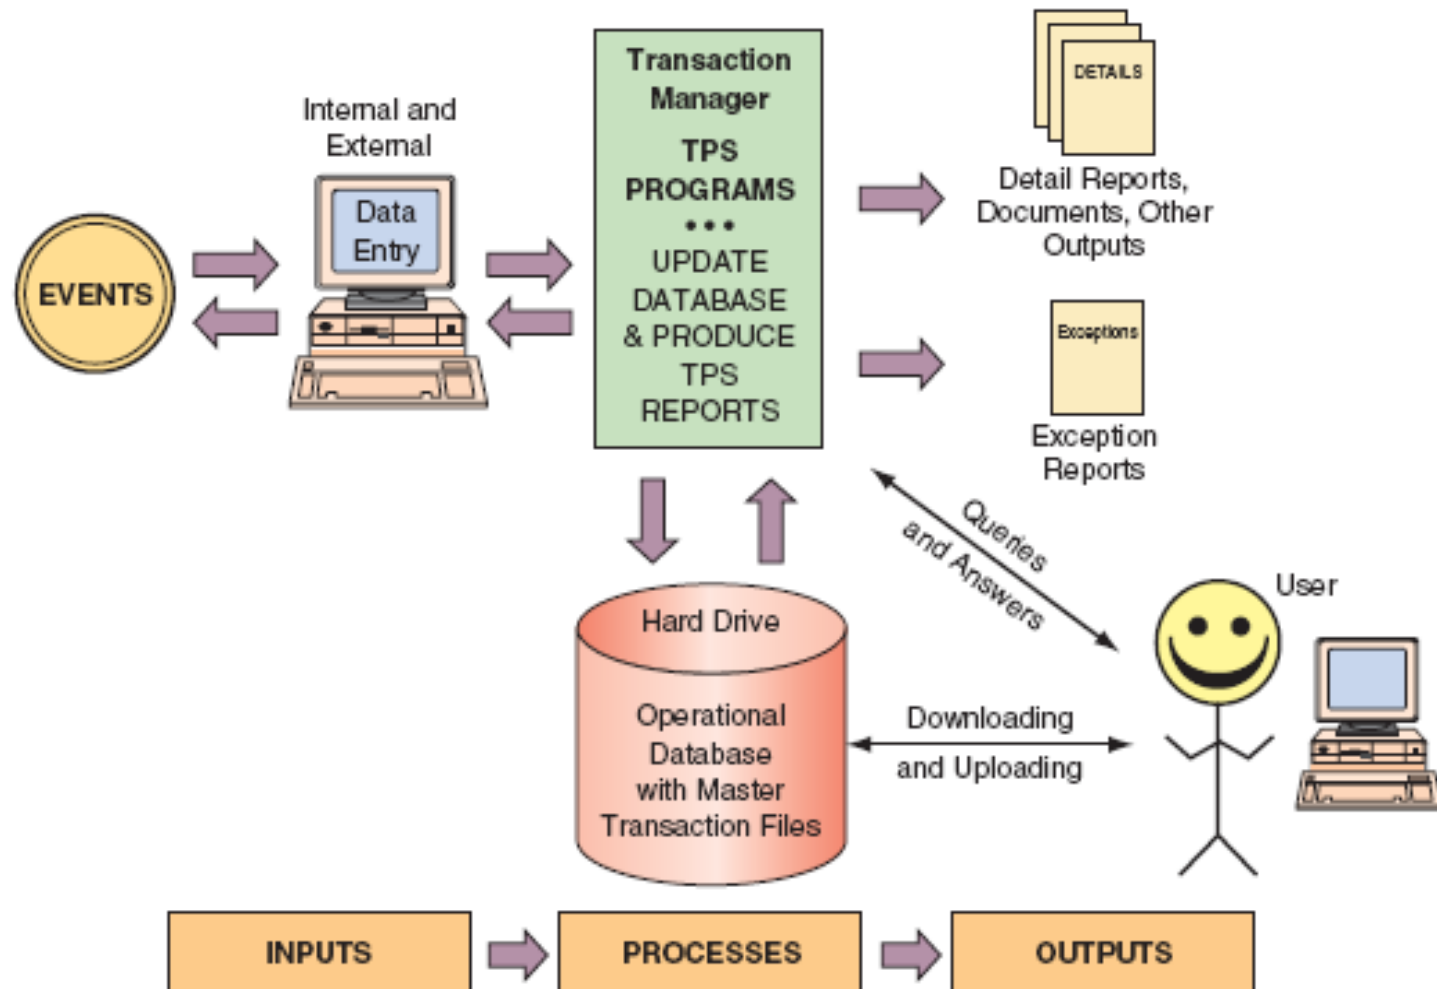 EVENTS
Internal and
External
Data
Entry
Transaction
Manager
TPS
PROGRAMS
• • •
UPDATE
DATABASE
& PRODUCE
TPS
REPORTS
DETAILS
Detail Reports,
Documents, Other
Outputs
Exceptions
Exception
Reports
Queries
and Answers
User
Hard Drive
Operational
Database
with Master
Transaction Files
Downloading
and Uploading
INPUTS
PROCESSES
OUTPUTS